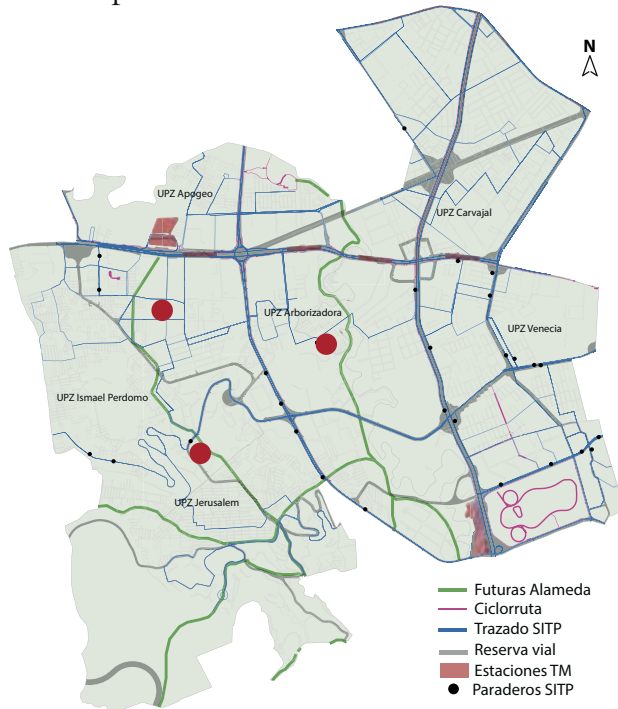 N
UPZ Apogeo
UPZ Carvajal
UPZ Arborizadora
UPZ Venecia
UPZ Ismael Perdomo
UPZ Jerusalem
Futuras Alameda
Ciclorruta
Trazado SITP
Reserva vial
Estaciones TM
Paraderos SITP